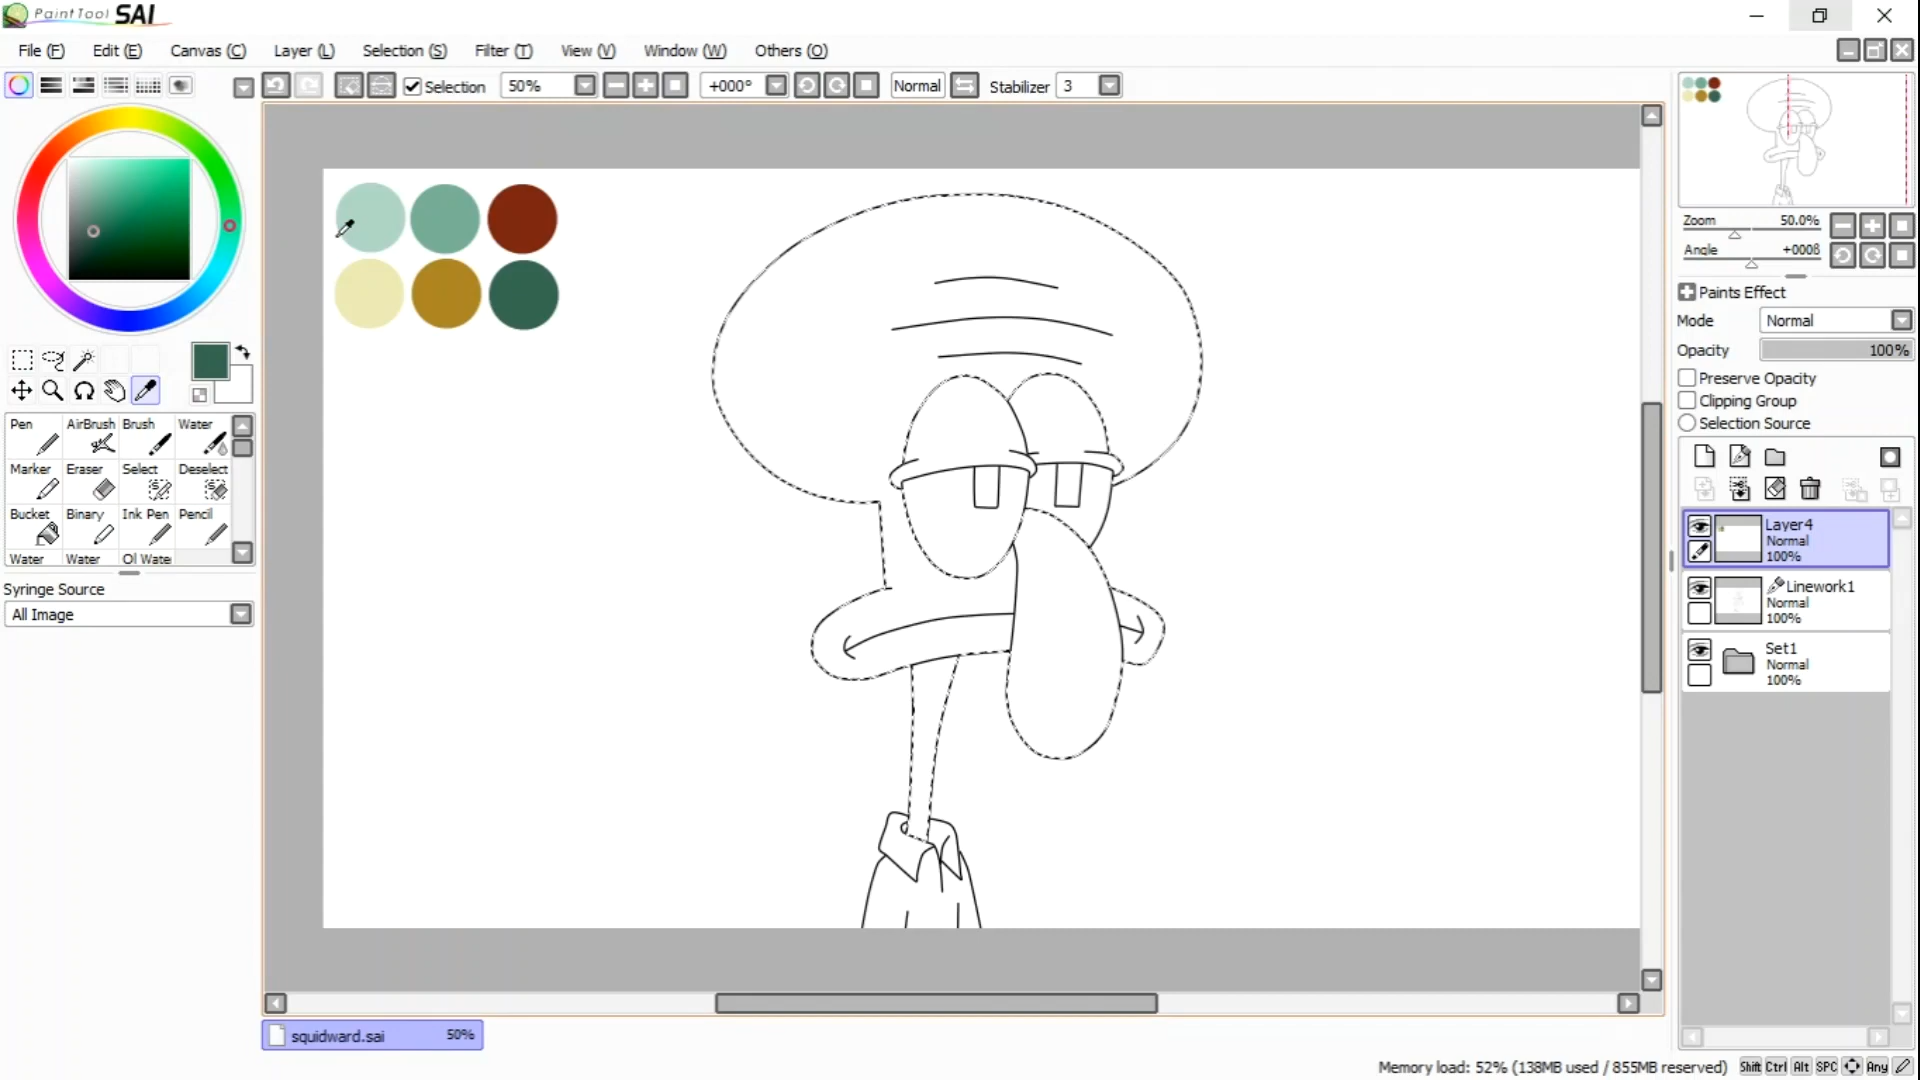 PaintTool SAI
File (F) Edit (E) Canvas (C) Layer (L) Selection (S) Filter (T) View (V) Window (W) Others (O)
Selection 50% +000° Normal Stabilizer 3
Zoom 50.0%
Angle +000ß
Paints Effect
Mode Normal
Opacity 100%
Preserve Opacity
Clipping Group
Selection Source
Pen AirBrush Brush Water
Marker Eraser Select Deselect
Bucket Binary Ink Pen Pencil
Water Water Ol Wate
Syringe Source
All Image
Layer4
Normal
100%
Linework1
Normal
100%
Set1
Normal
100%
squidward.sai 50%
Memory load: 52% (138MB used / 855MB reserved) Shift Ctrl Alt SPC Any